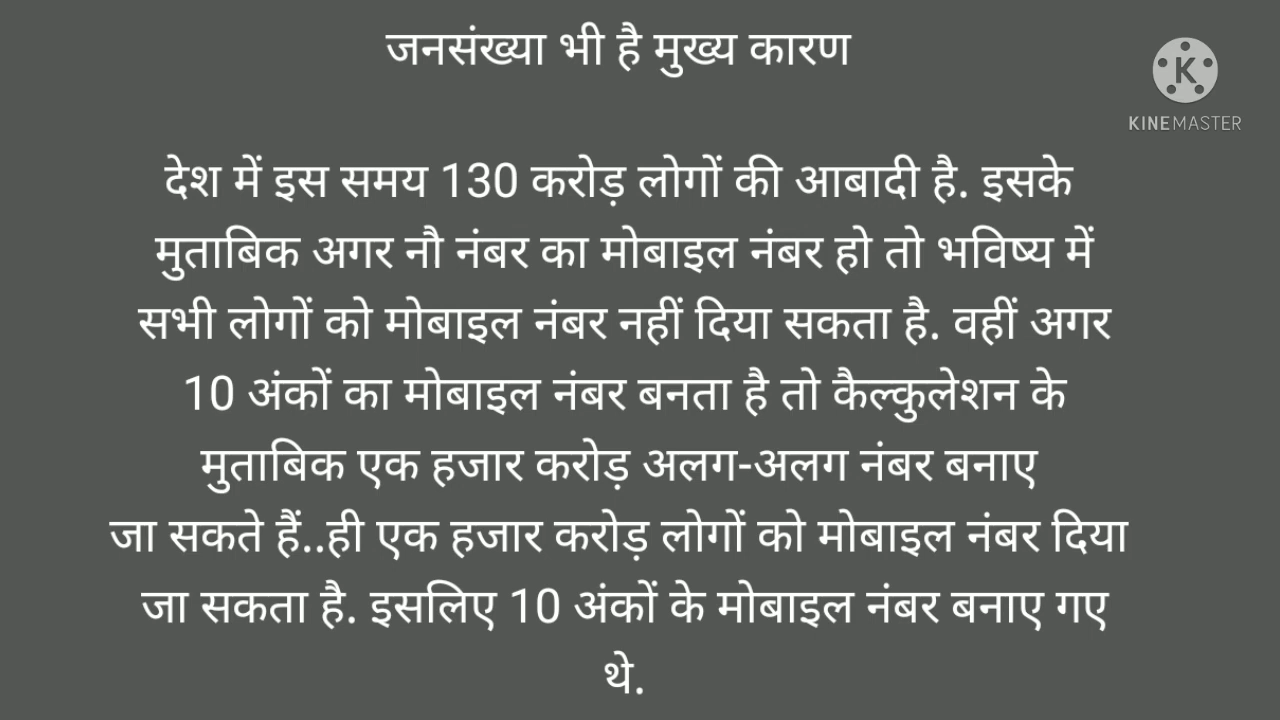 जनसंख्या भी है मुख्य कारण
KINEMASTER
देश में इस समय 130 करोड़ लोगों की आबादी है. इसके
मुताबिक अगर नौ नंबर का मोबाइल नंबर हो तो भविष्य में
सभी लोगों को मोबाइल नंबर नहीं दिया सकता है. वहीं अगर
10 अंकों का मोबाइल नंबर बनता है तो कैल्कुलेशन के
मुताबिक एक हजार करोड़ अलग-अलग नंबर बनाए
जा सकते हैं..ही एक हजार करोड़ लोगों को मोबाइल नंबर दिया
जा सकता है. इसलिए 10 अंकों के मोबाइल नंबर बनाए गए
थे.